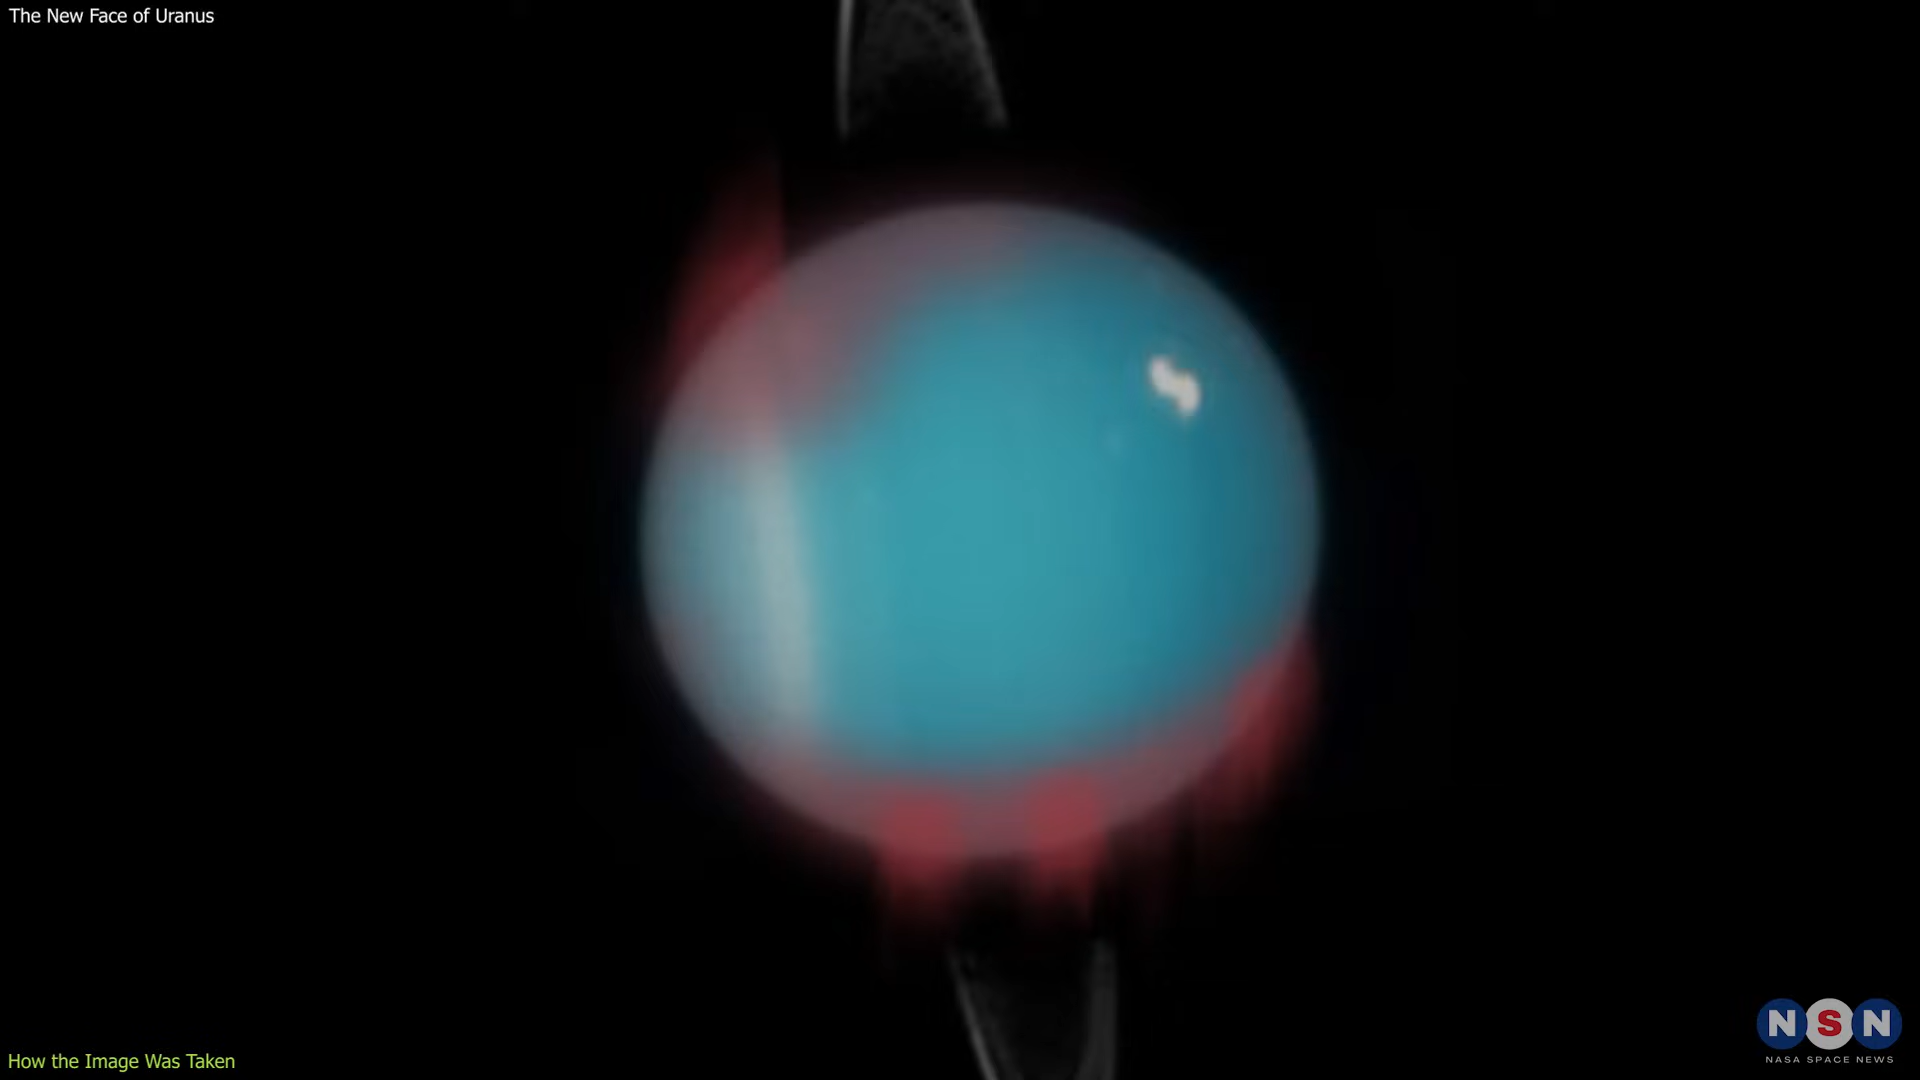 The New Face of Uranus
How the Image Was Taken
NSN
NASA SPACE NEWS